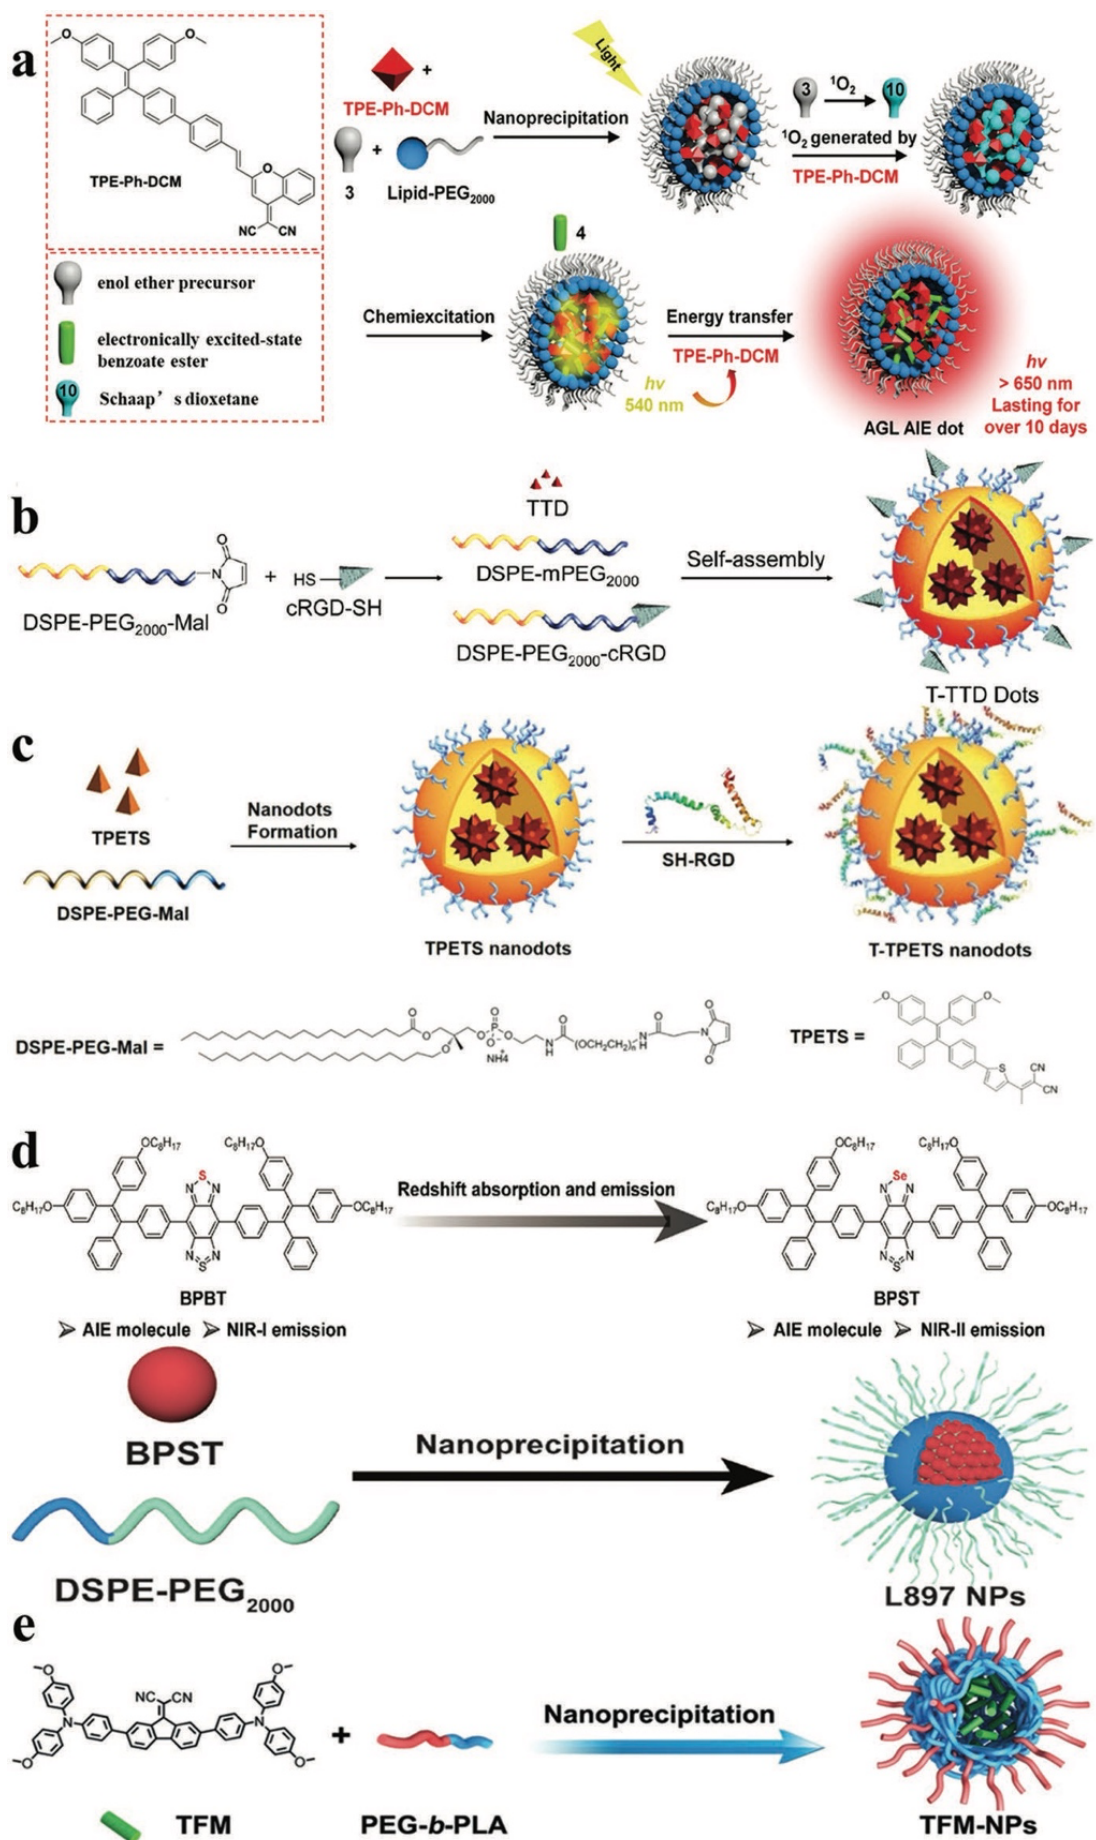 a
TPE-Ph-DCM
NC CN
enol ether precursor
electronically excited-state
benzoate ester
10 Schaap's dioxetane
+
TPE-Ph-DCM
3 + Lipid-PEG2000
Nanoprecipitation
Light
3 ¹O₂ 10
¹O₂ generated by
TPE-Ph-DCM
4
Chemiexcitation
hv
540 nm
Energy transfer
TPE-Ph-DCM
AGL AIE dot
hv
> 650 nm
Lasting for
over 10 days
b
DSPE-PEG2000-Mal
+
HS
cRGD-SH
TTD
DSPE-mPEG2000
DSPE-PEG2000-cRGD
Self-assembly
T-TTD Dots
c
TPETS
DSPE-PEG-Mal
Nanodots
Formation
TPETS nanodots
SH-RGD
T-TPETS nanodots
DSPE-PEG-Mal =
NH4
(OCH₂CH₂)n
TPETS =
CN
CN
d
OC₈H₁₇ C₈H₁₇O
C₈H₁₇O OC₈H₁₇
BPBT
➢ AIE molecule ➢ NIR-I emission
Redshift absorption and emission
OC₈H₁₇ C₈H₁₇O
Se
C₈H₁₇O OC₈H₁₇
BPST
➢ AIE molecule ➢ NIR-II emission
BPST
DSPE-PEG2000
Nanoprecipitation
L897 NPs
e
NC CN
TFM
+
PEG-b-PLA
Nanoprecipitation
TFM-NPs